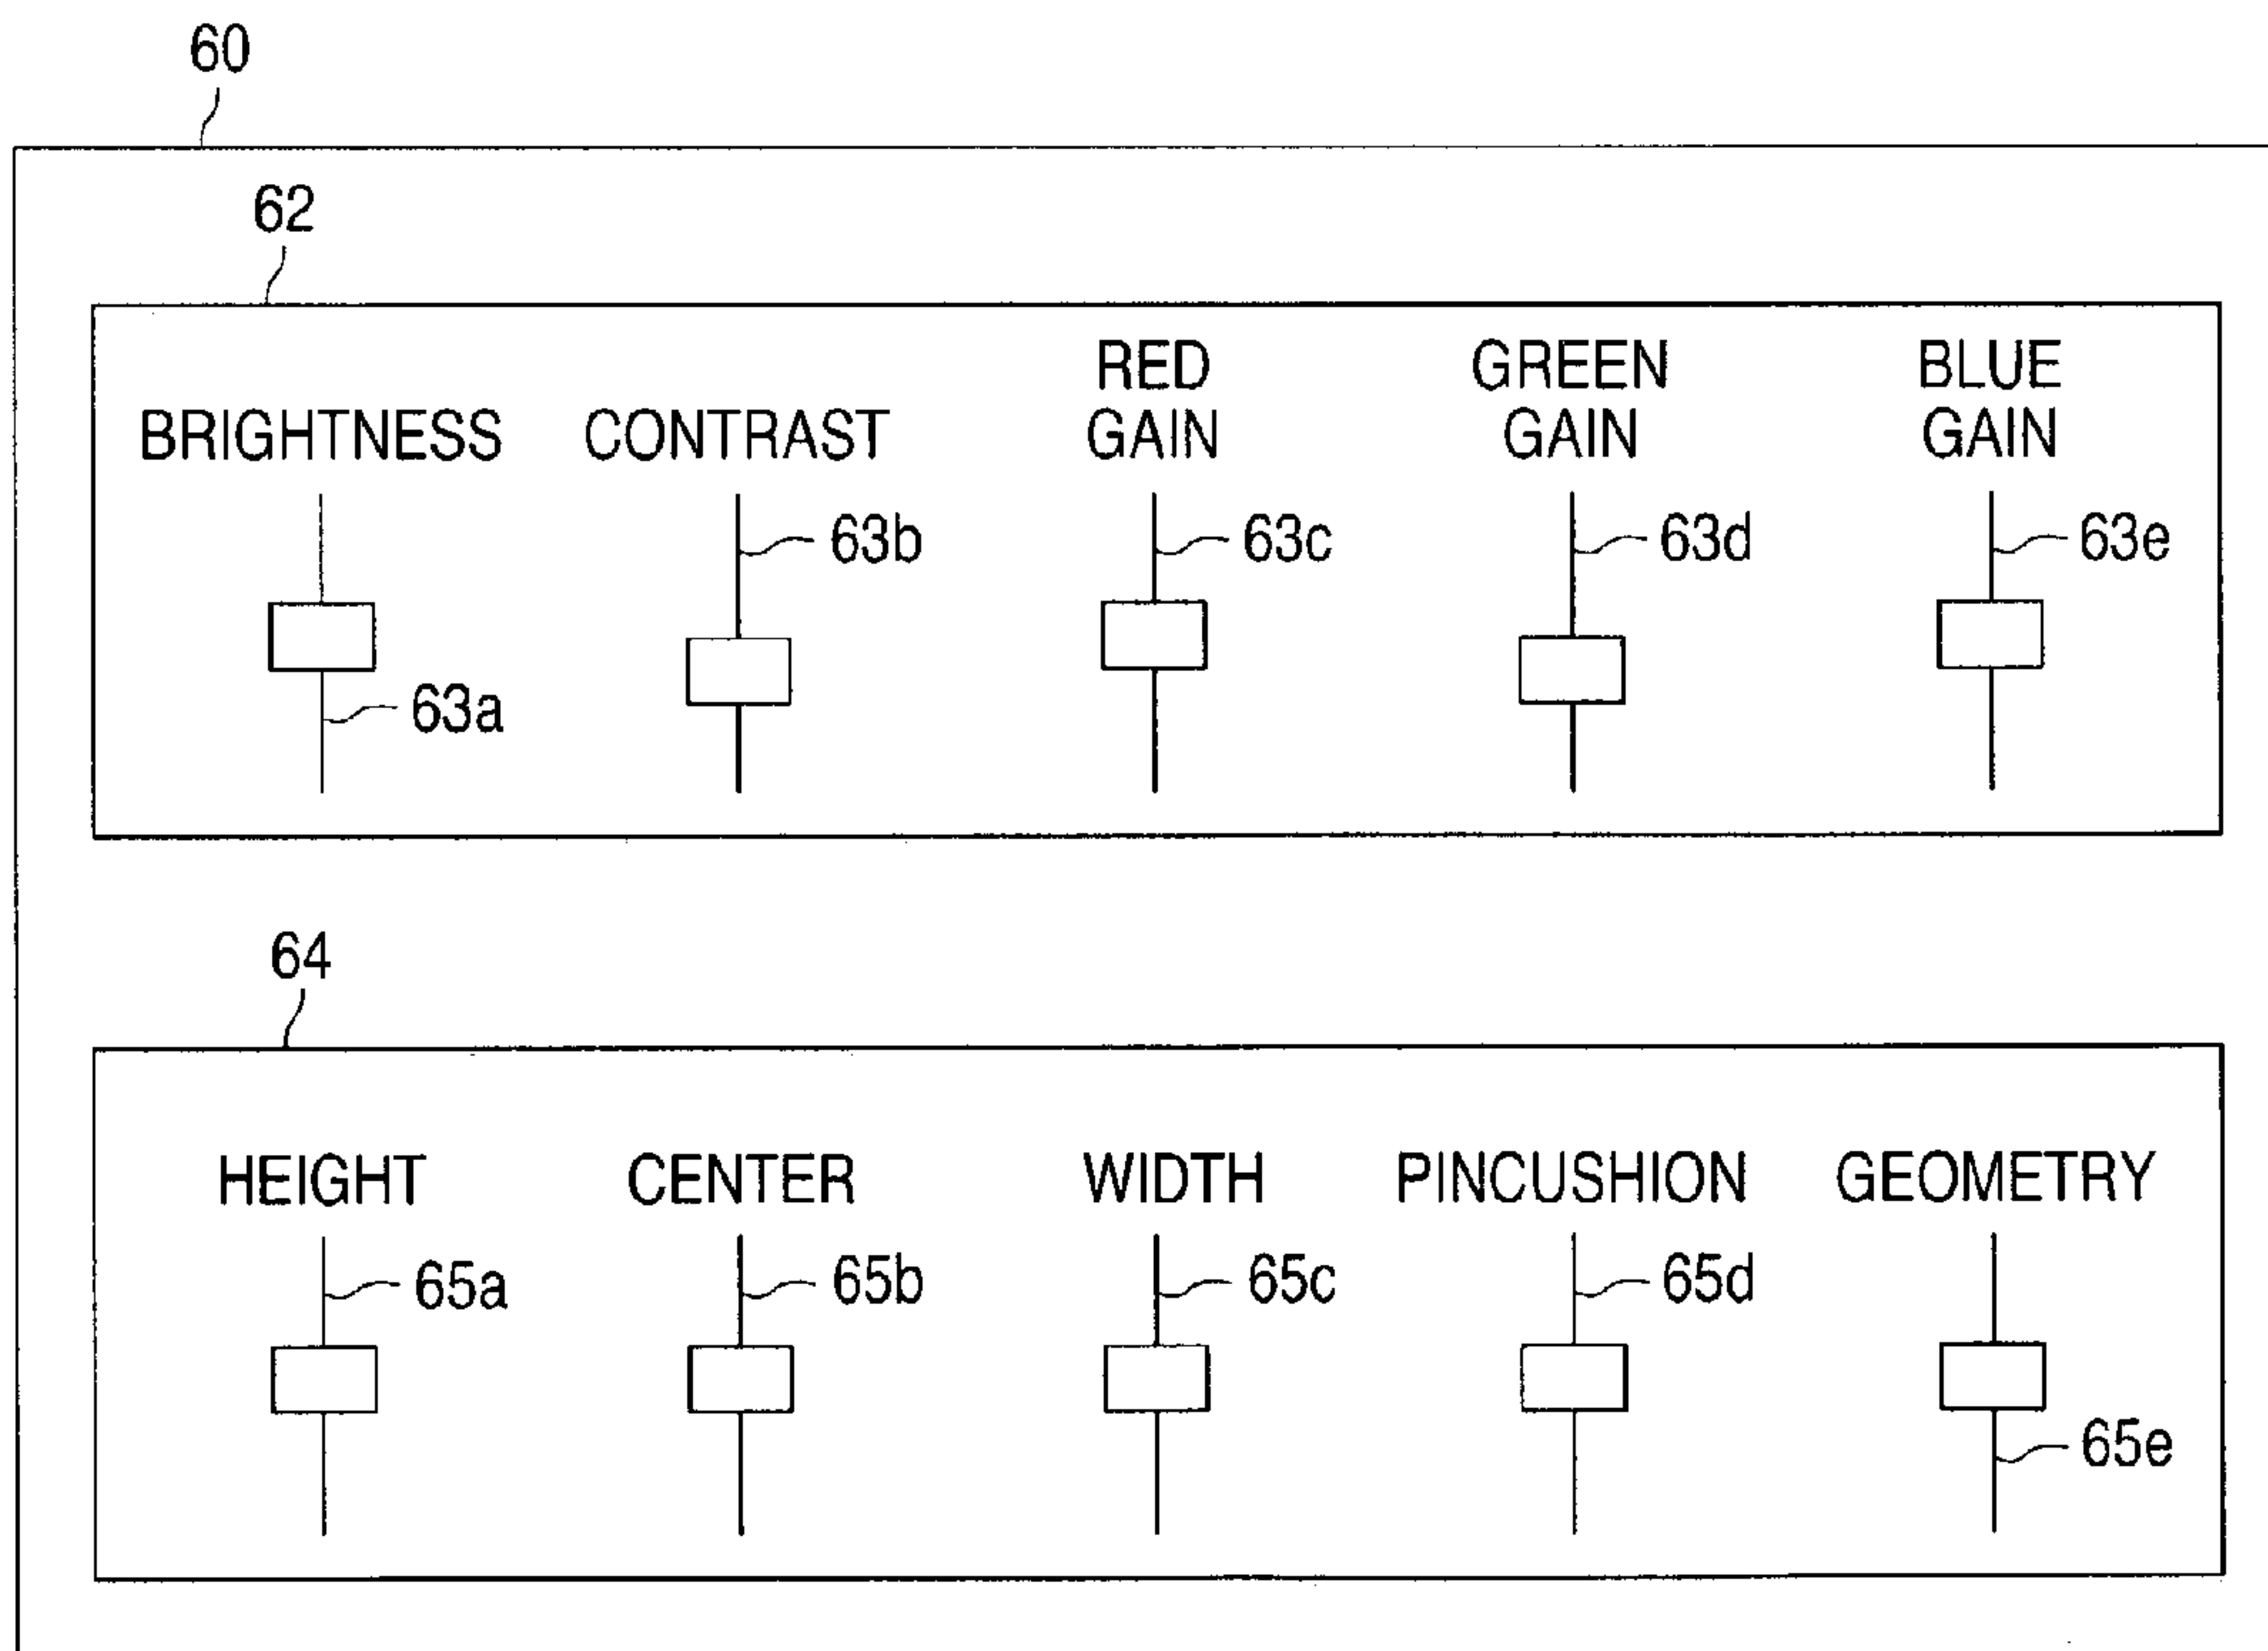 60
62
RED GREEN BLUE
BRIGHTNESS CONTRAST GAIN GAIN GAIN
63b 63c 63d 63e
63a
64
HEIGHT CENTER WIDTH PINCUSHION GEOMETRY
65a 65b 65c 65d
65e